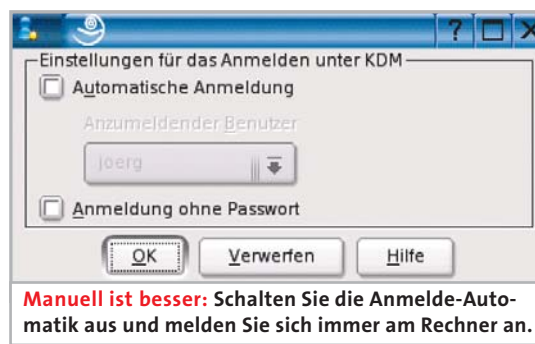 ?
Einstellungen für das Anmelden unter KDM
Automatische Anmeldung
Anzumeldender Benutzer
joerg
Anmeldung ohne Passwort
OK Verwerfen Hilfe
Manuell ist besser: Schalten Sie die Anmelde-Auto-
matik aus und melden Sie sich immer am Rechner an.